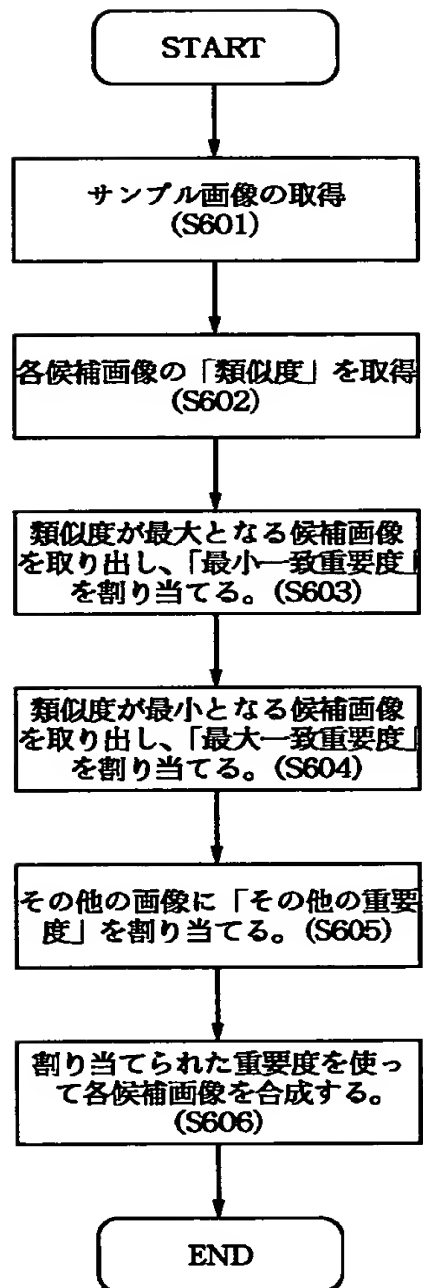 START
サンプル画像の取得
(S601)
各候補画像の「類似度」を取得
(S602)
類似度が最大となる候補画像
を取り出し、「最小一致重要度」
を割り当てる。(S603)
類似度が最小となる候補画像
を取り出し、「最大一致重要度」
を割り当てる。(S604)
その他の画像に「その他の重要
度」を割り当てる。(S605)
割り当てられた重要度を使っ
て各候補画像を合成する。
(S606)
END